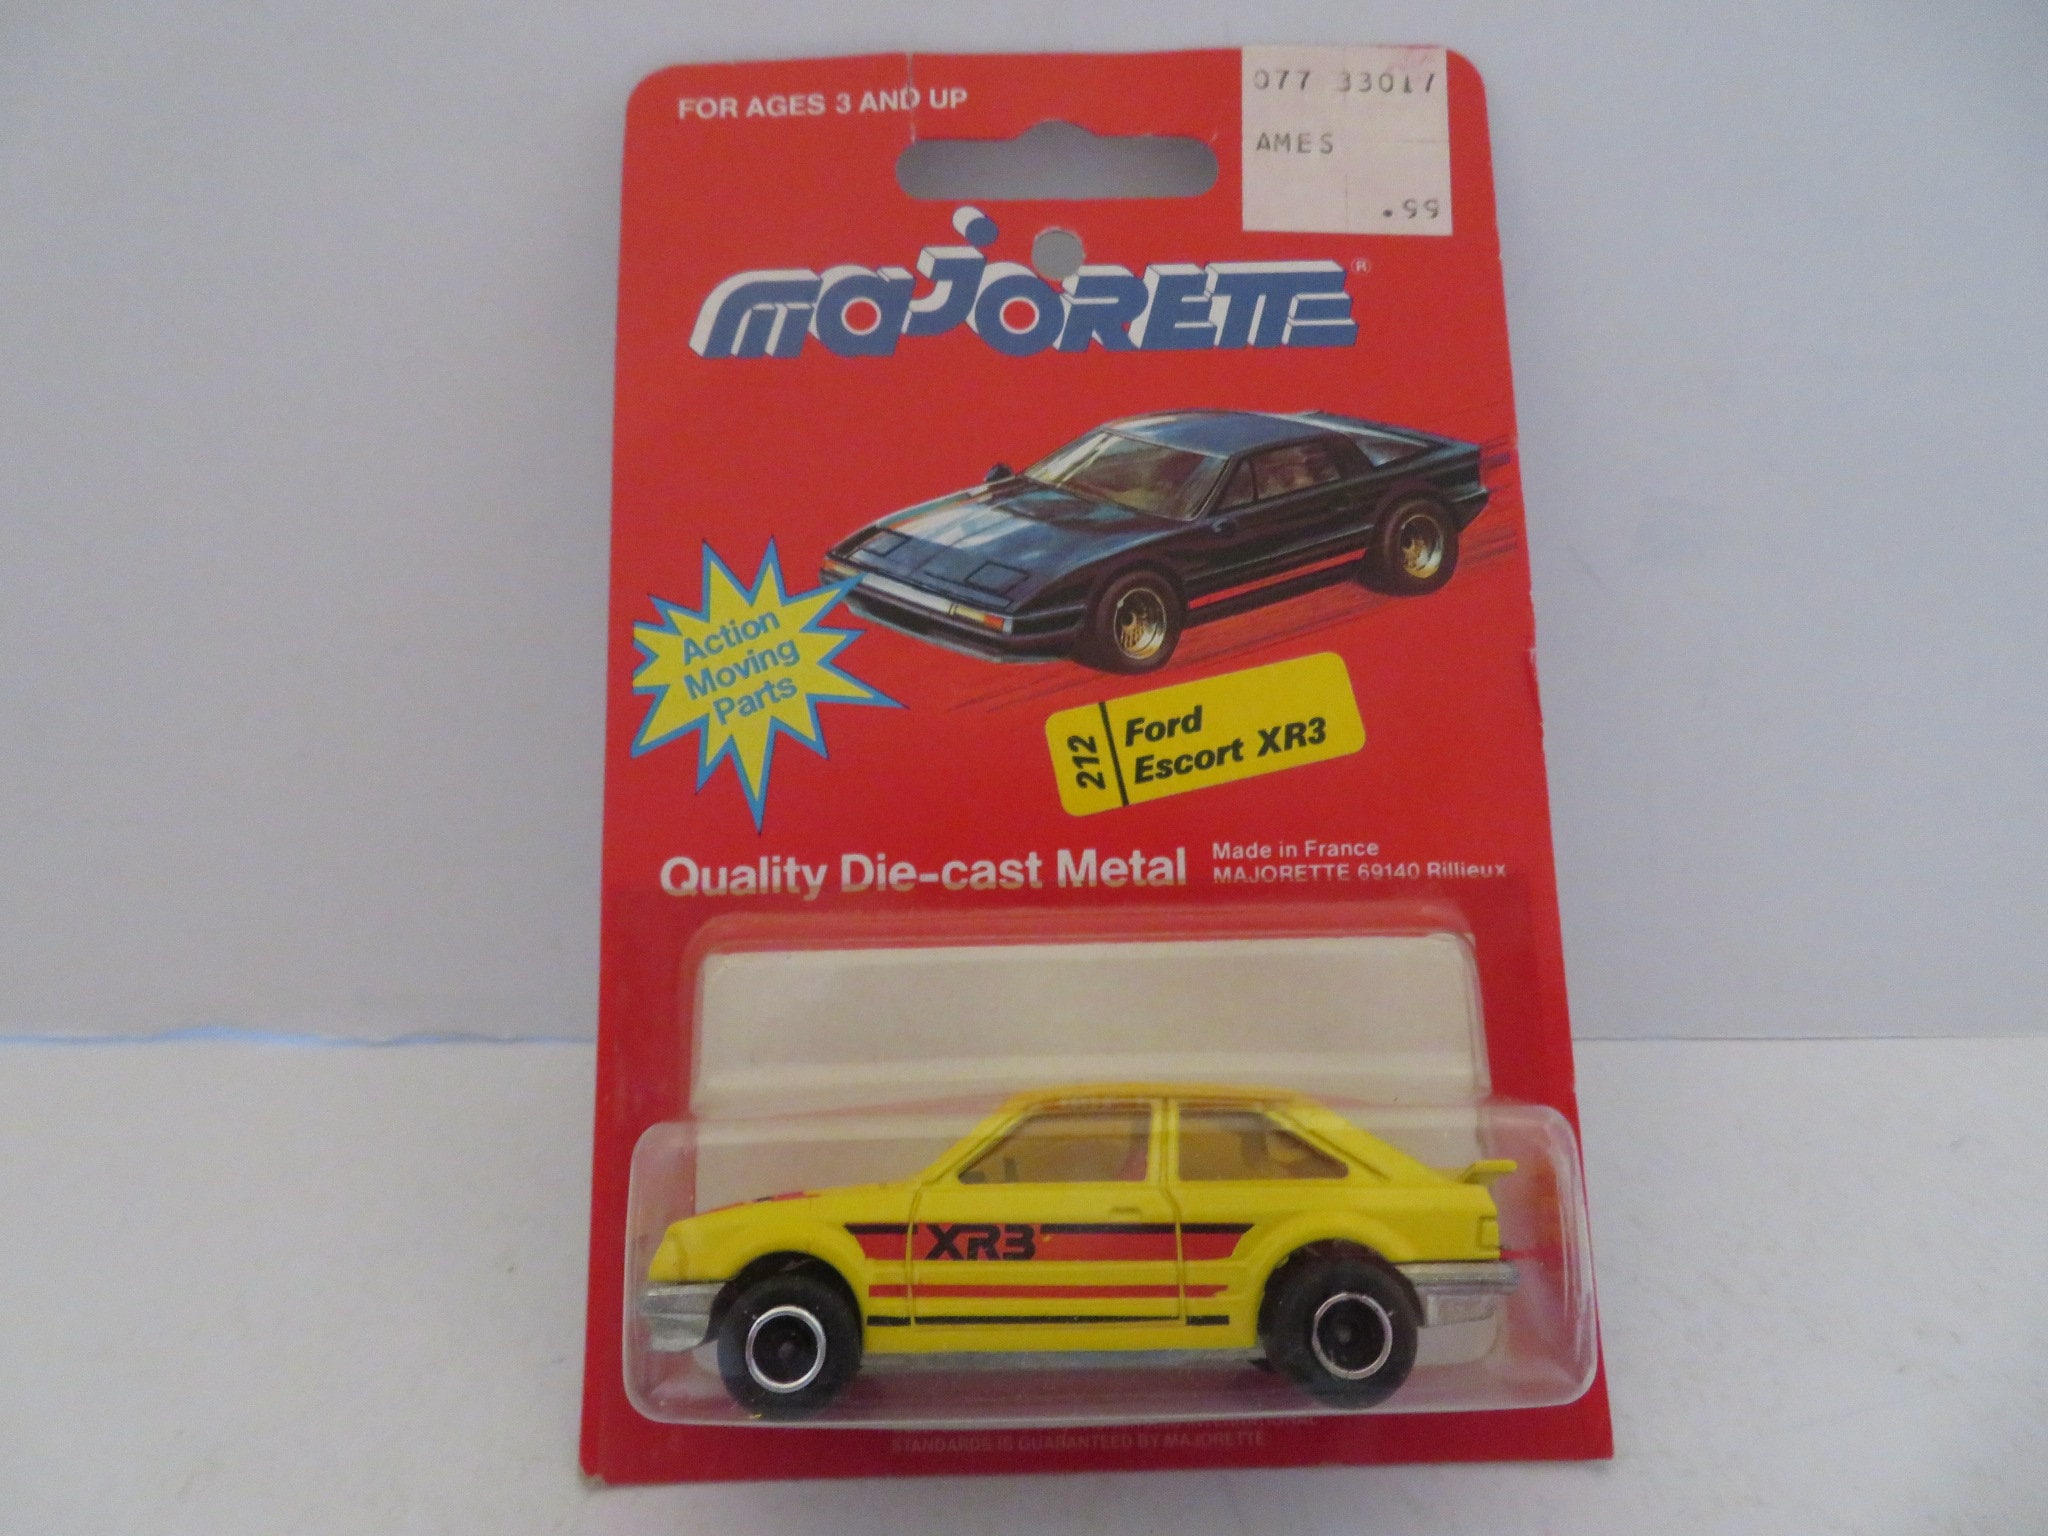 FOR AGES 3 AND UP
077 33017
AMES
.99
MAJORETTE®
Action
Moving
Parts
212
Ford
Escort XR3
Quality Die-cast Metal
Made in France
MAJORETTE 69140 Rillieux
XR3
STANDARDS IS GUARANTEED BY MAJORETTE